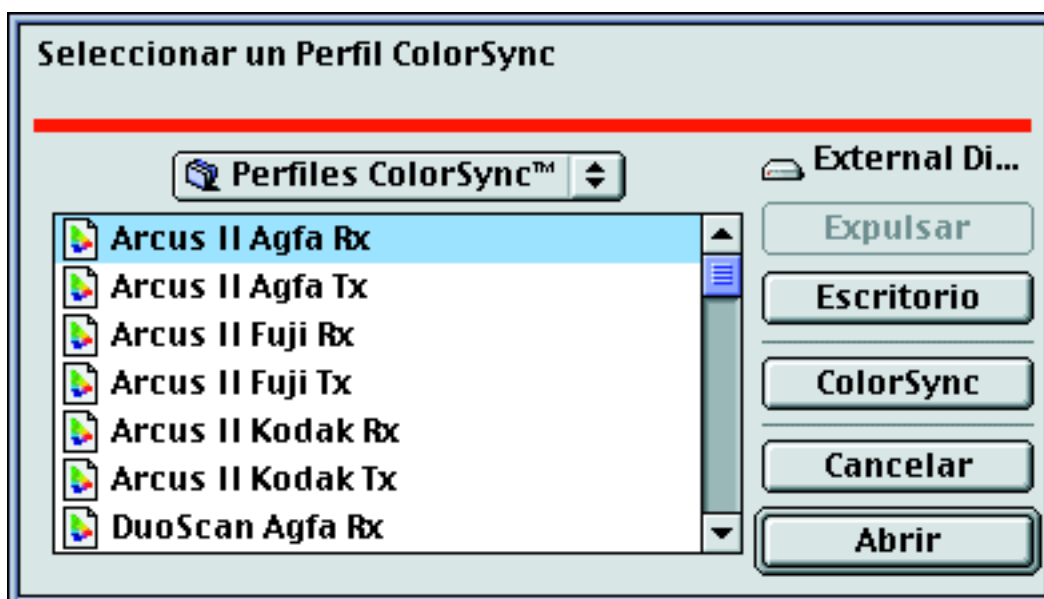 Seleccionar un Perfil ColorSync
Perfiles ColorSync™
External Di...
Arcus II Agfa Rx
Arcus II Agfa Tx
Arcus II Fuji Rx
Arcus II Fuji Tx
Arcus II Kodak Rx
Arcus II Kodak Tx
DuoScan Agfa Rx
Expulsar
Escritorio
ColorSync
Cancelar
Abrir